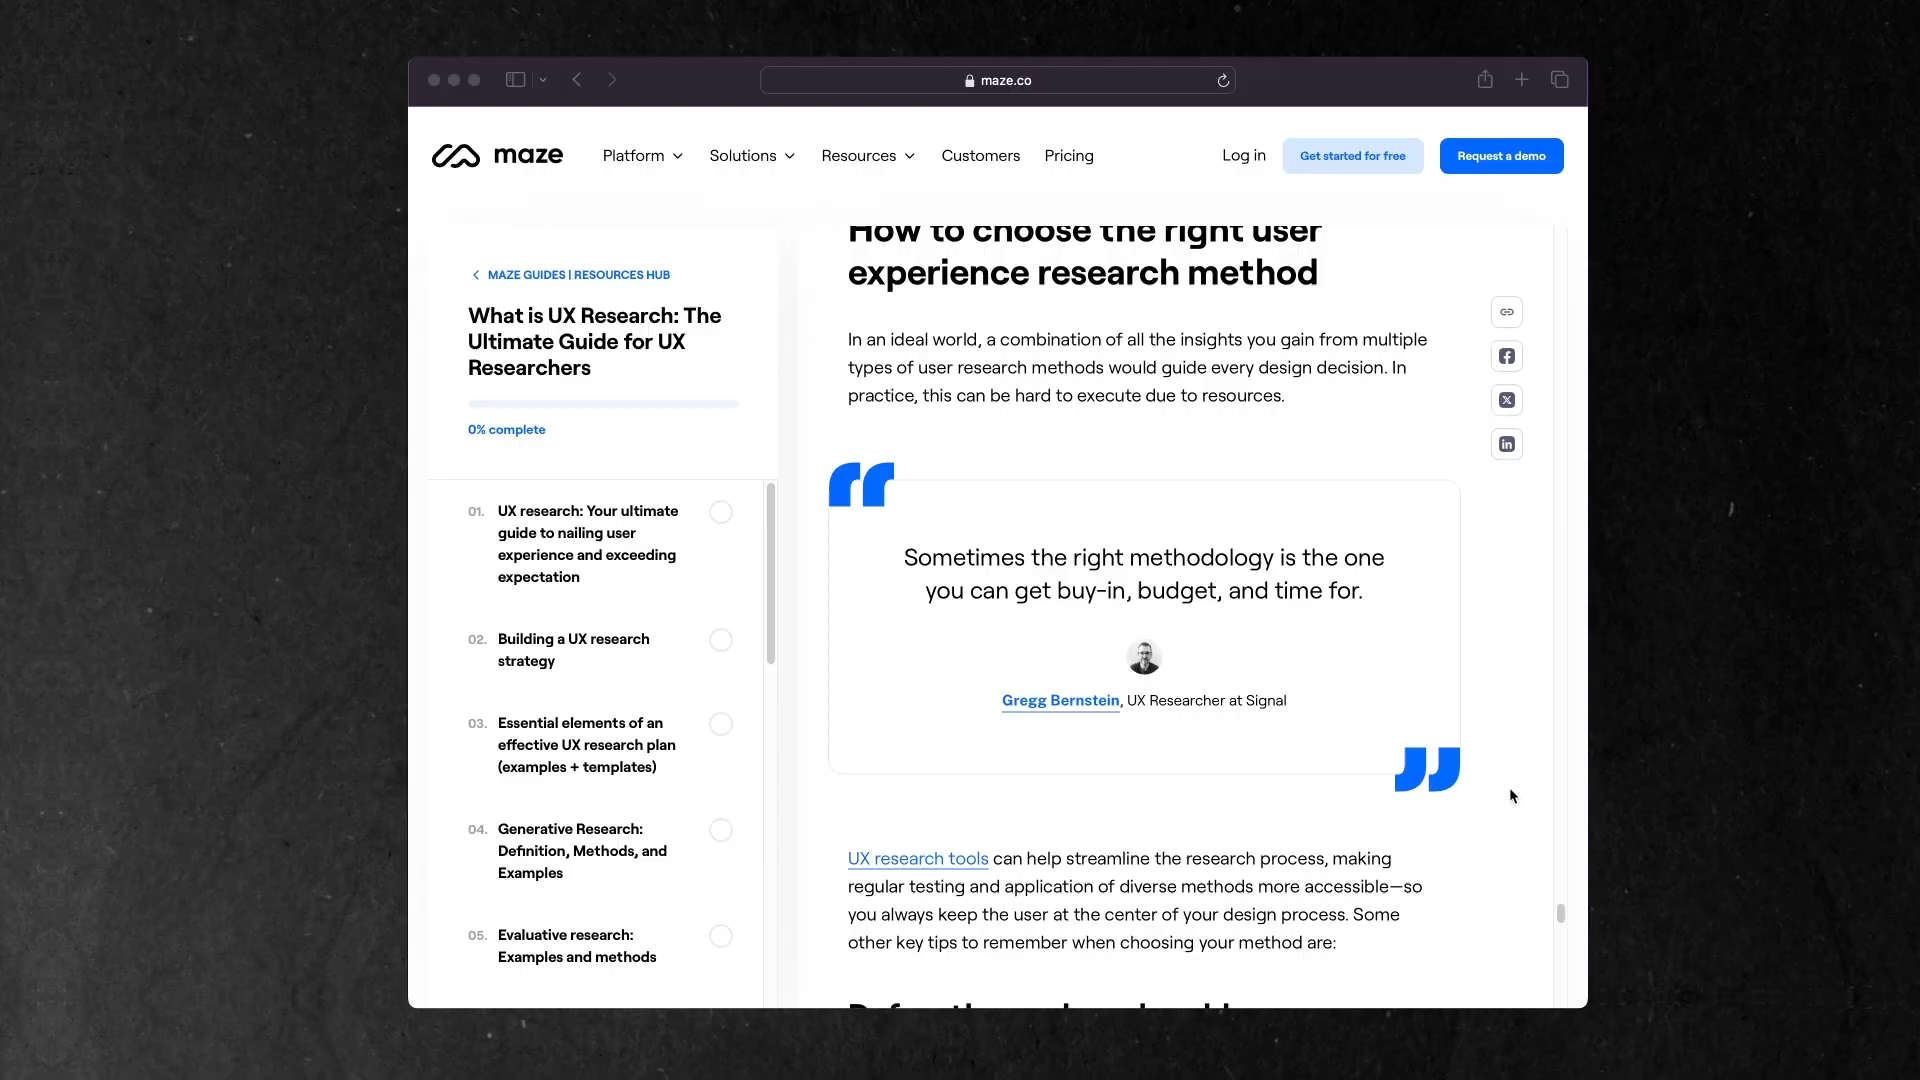 maze.co
maze
Platform
Solutions
Resources
Customers
Pricing
Log in
Get started for free
Request a demo
MAZE GUIDES | RESOURCES HUB
What is UX Research: The
Ultimate Guide for UX
Researchers
0% complete
01. UX research: Your ultimate
guide to nailing user
experience and exceeding
expectation
02. Building a UX research
strategy
03. Essential elements of an
effective UX research plan
(examples + templates)
04. Generative Research:
Definition, Methods, and
Examples
05. Evaluative research:
Examples and methods
How to choose the right user
experience research method
In an ideal world, a combination of all the insights you gain from multiple
types of user research methods would guide every design decision. In
practice, this can be hard to execute due to resources.
Sometimes the right methodology is the one
you can get buy-in, budget, and time for.
Gregg Bernstein, UX Researcher at Signal
UX research tools can help streamline the research process, making
regular testing and application of diverse methods more accessible—so
you always keep the user at the center of your design process. Some
other key tips to remember when choosing your method are: